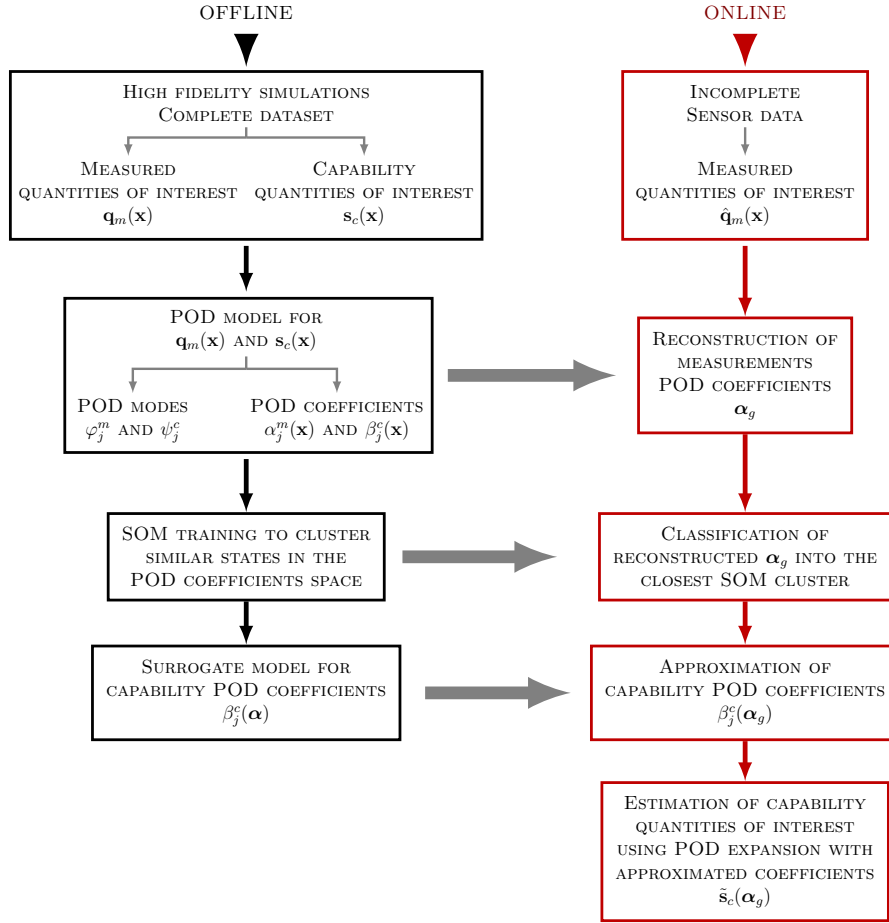 OFFLINE
HIGH FIDELITY SIMULATIONS
COMPLETE DATASET
MEASURED
QUANTITIES OF INTEREST
q_m(x)
CAPABILITY
QUANTITIES OF INTEREST
s_c(x)
POD MODEL FOR
q_m(x) AND s_c(x)
POD MODES
φ_j^m AND ψ_j^c
POD COEFFICIENTS
α_j^m(x) AND β_j^c(x)
SOM TRAINING TO CLUSTER
SIMILAR STATES IN THE
POD COEFFICIENTS SPACE
SURROGATE MODEL FOR
CAPABILITY POD COEFFICIENTS
β_j^c(α)
ONLINE
INCOMPLETE
SENSOR DATA
MEASURED
QUANTITIES OF INTEREST
q̂_m(x)
RECONSTRUCTION OF
MEASUREMENTS
POD COEFFICIENTS
α_g
CLASSIFICATION OF
RECONSTRUCTED α_g INTO THE
CLOSEST SOM CLUSTER
APPROXIMATION OF
CAPABILITY POD COEFFICIENTS
β_j^c(α_g)
ESTIMATION OF CAPABILITY
QUANTITIES OF INTEREST
USING POD EXPANSION WITH
APPROXIMATED COEFFICIENTS
s̃_c(α_g)